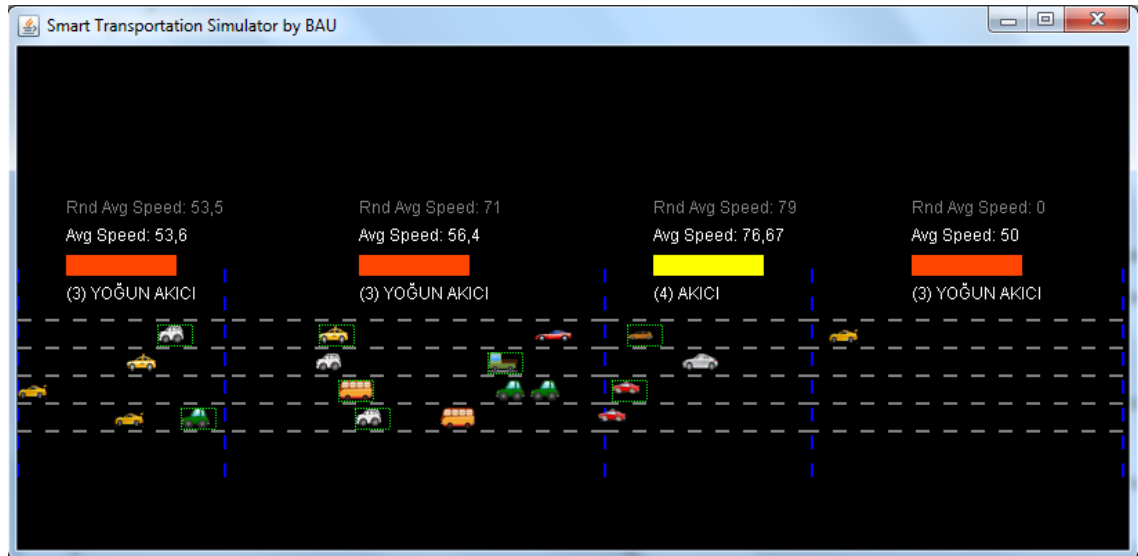 Smart Transportation Simulator by BAU
Rnd Avg Speed: 53,5
Avg Speed: 53,6
(3) YOĞUN AKICI
Rnd Avg Speed: 71
Avg Speed: 56,4
(3) YOĞUN AKICI
Rnd Avg Speed: 79
Avg Speed: 76,67
(4) AKICI
Rnd Avg Speed: 0
Avg Speed: 50
(3) YOĞUN AKICI